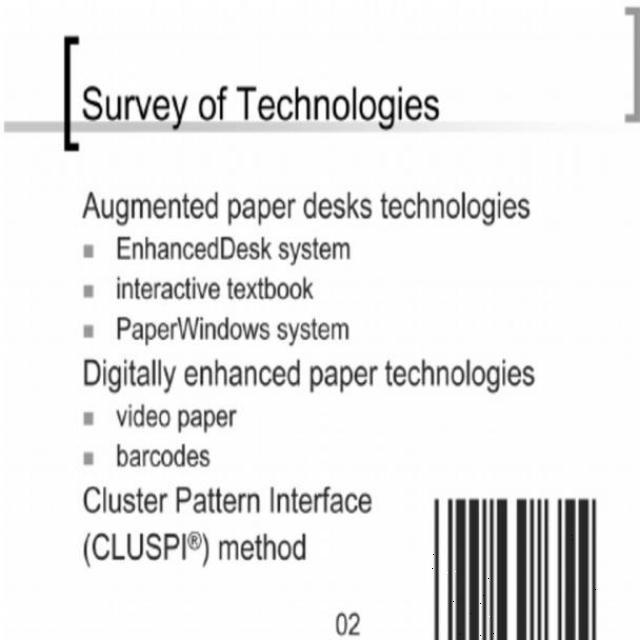 Survey of Technologies
Augmented paper desks technologies
EnhancedDesk system
interactive textbook
PaperWindows system
Digitally enhanced paper technologies
video paper
barcodes
Cluster Pattern Interface
(CLUSPI®) method
02